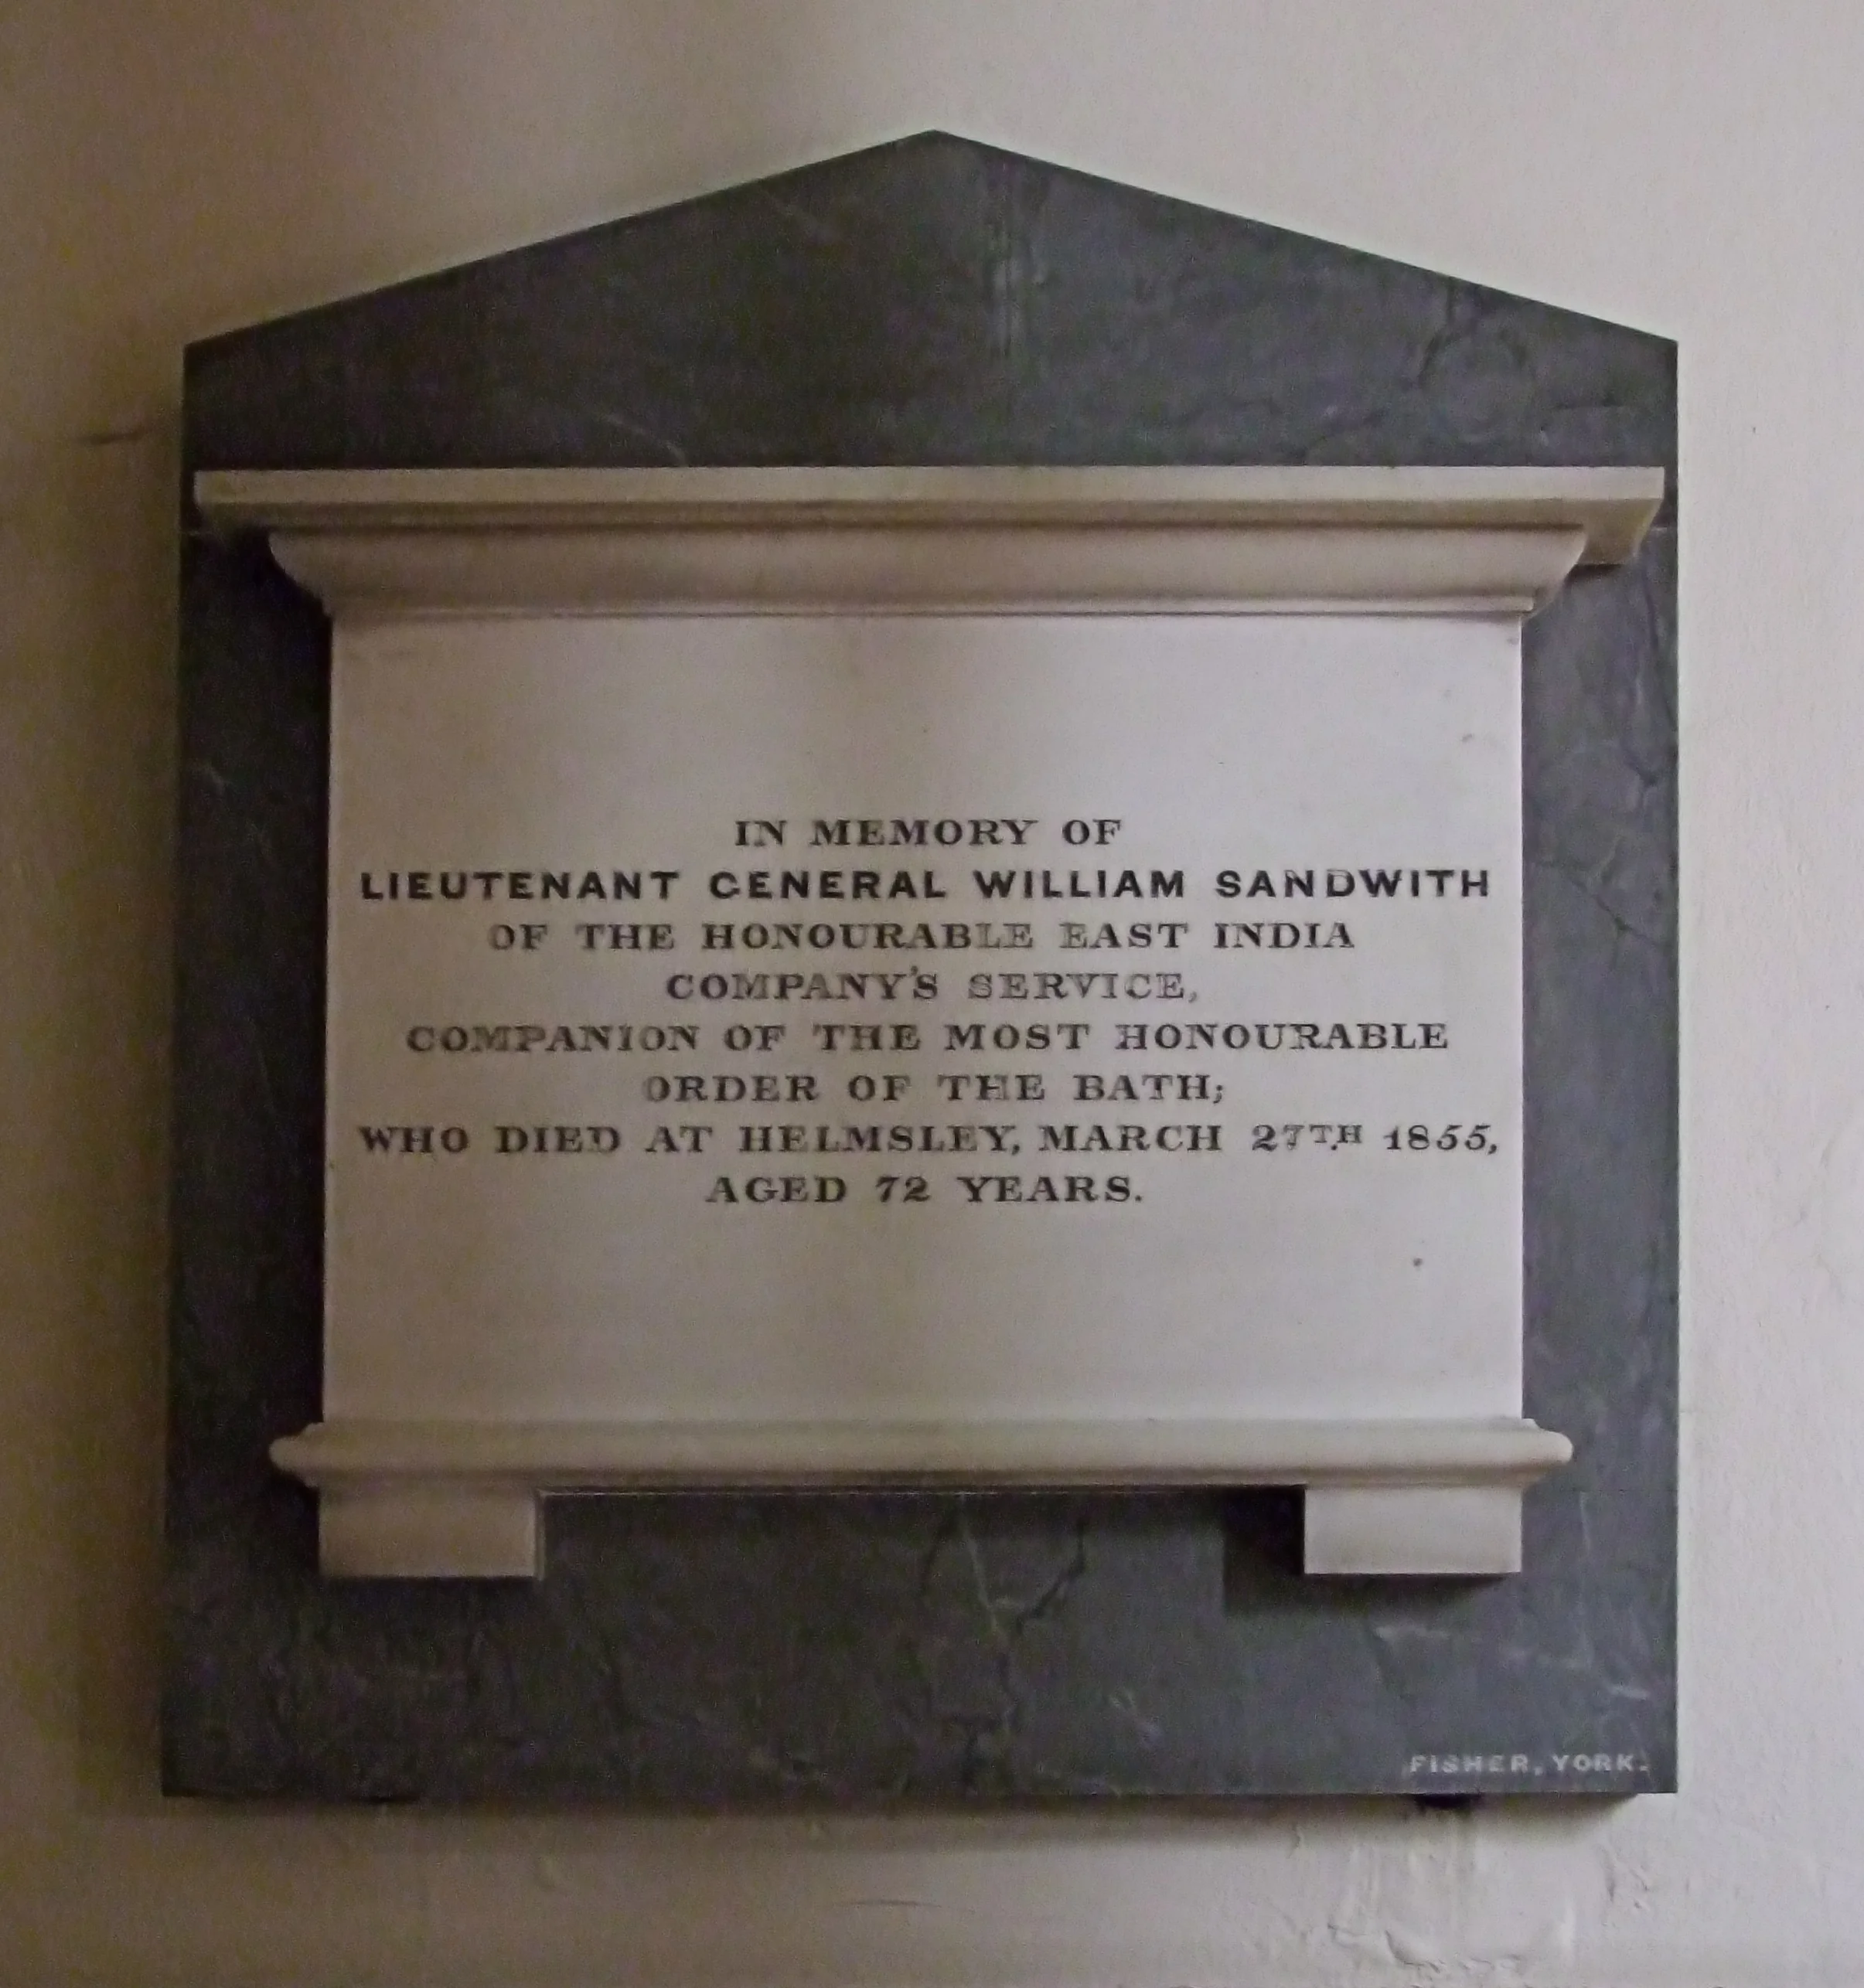 IN MEMORY OF
LIEUTENANT GENERAL WILLIAM SANDWITH
OF THE HONOURABLE EAST INDIA
COMPANY'S SERVICE,
COMPANION OF THE MOST HONOURABLE
ORDER OF THE BATH;
WHO DIED AT HELMSLEY, MARCH 27TH 1855,
AGED 72 YEARS.
FISHER, YORK.